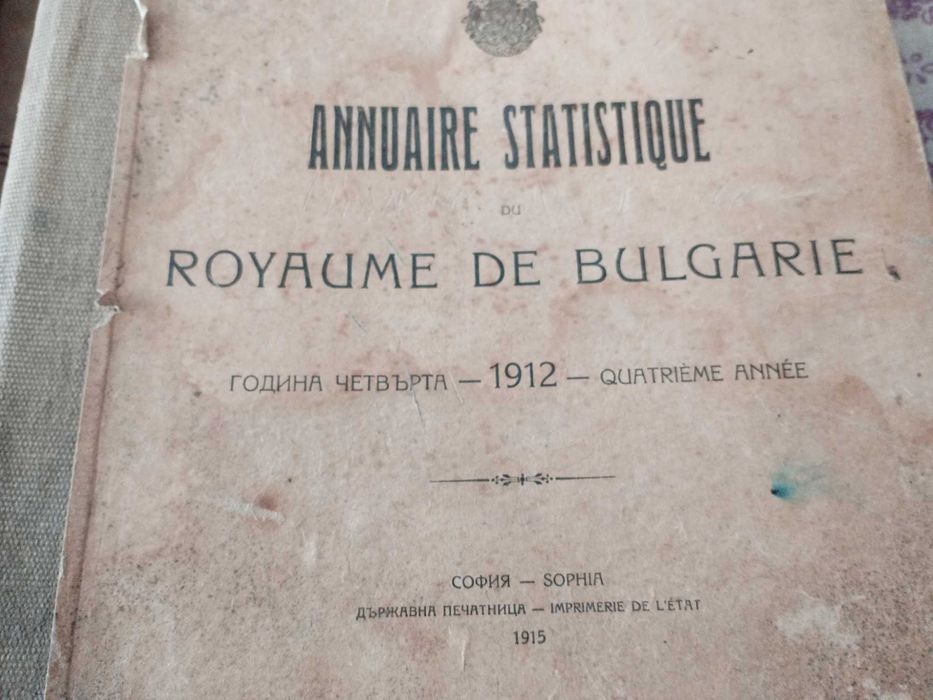 ANNUAIRE STATISTIQUE
DU
ROYAUME DE BULGARIE
ГОДИНА ЧЕТВЪРТА — 1912 — QUATRIÈME ANNÉE
СОФИЯ — SOPHIA
ДЪРЖАВНА ПЕЧАТНИЦА — IMPRIMERIE DE L'ÉTAT
1915